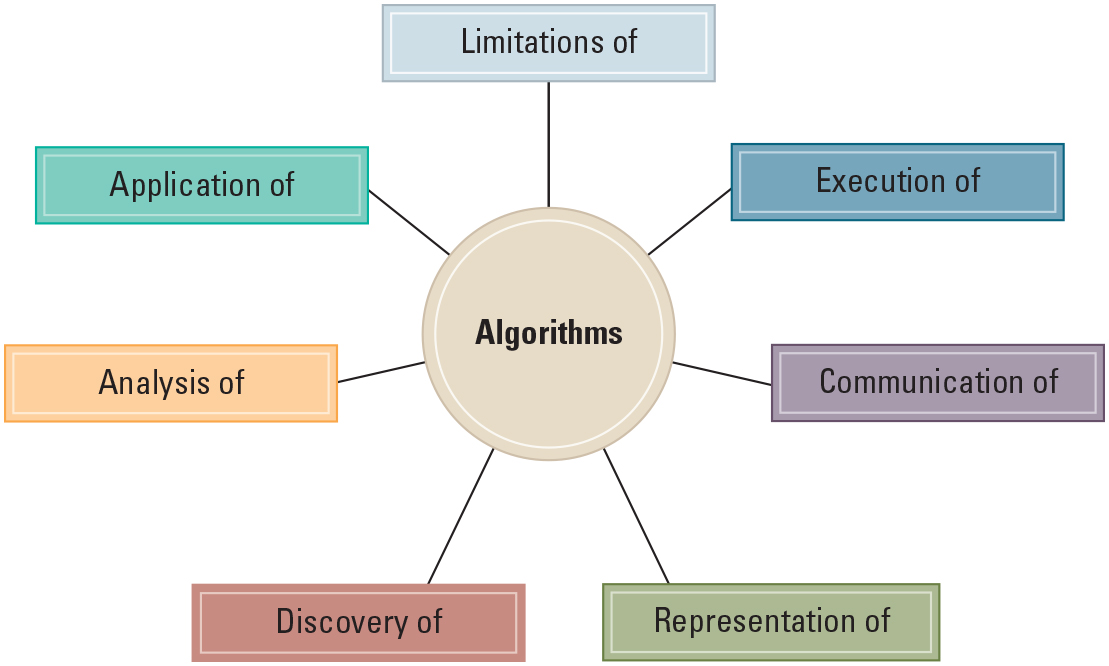 Limitations of
Application of
Execution of
Algorithms
Analysis of
Communication of
Discovery of
Representation of